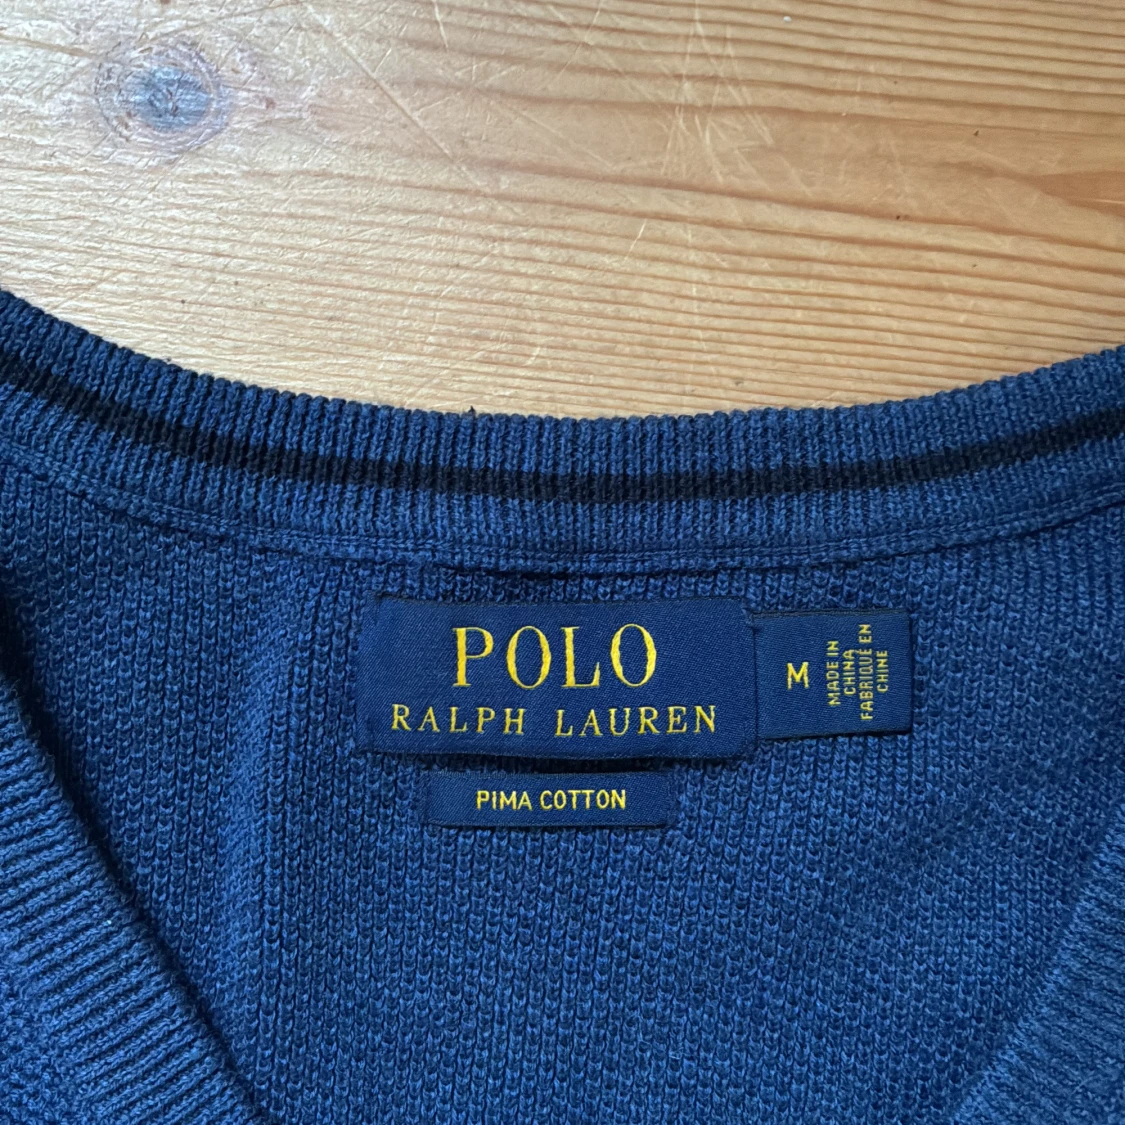 POLO
RALPH LAUREN
M
MADE IN
CHINA
FABRIQUÉ EN
CHINE
PIMA COTTON